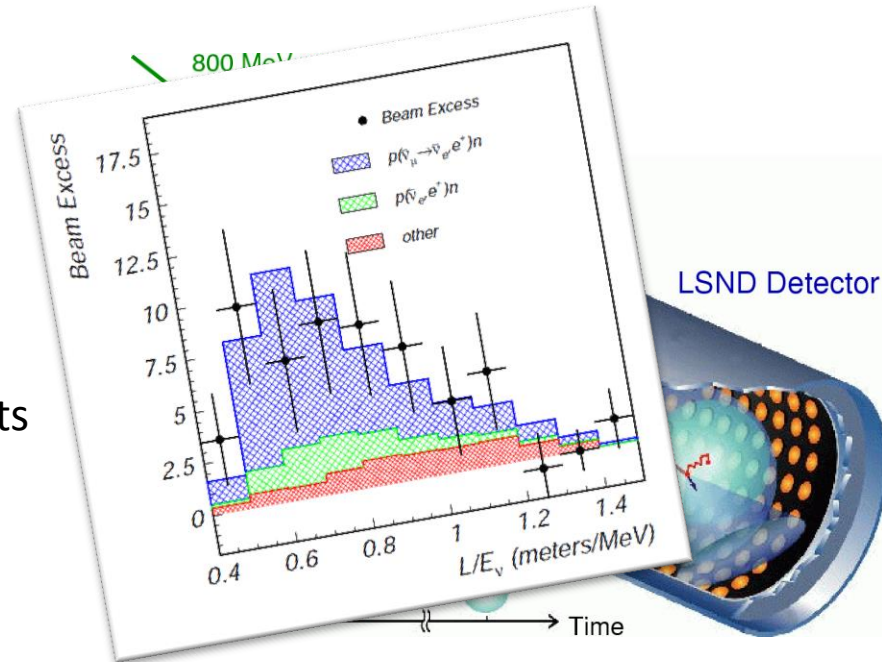 800 MeV
Beam Excess
17.5
15
12.5
10
7.5
5
2.5
0
Beam Excess
p(ν̄μ→ν̄e,e⁺)n
p(ν̄e,e⁺)n
other
0.4 0.6 0.8 1 1.2 1.4
L/Eν (meters/MeV)
LSND Detector
ts
Time